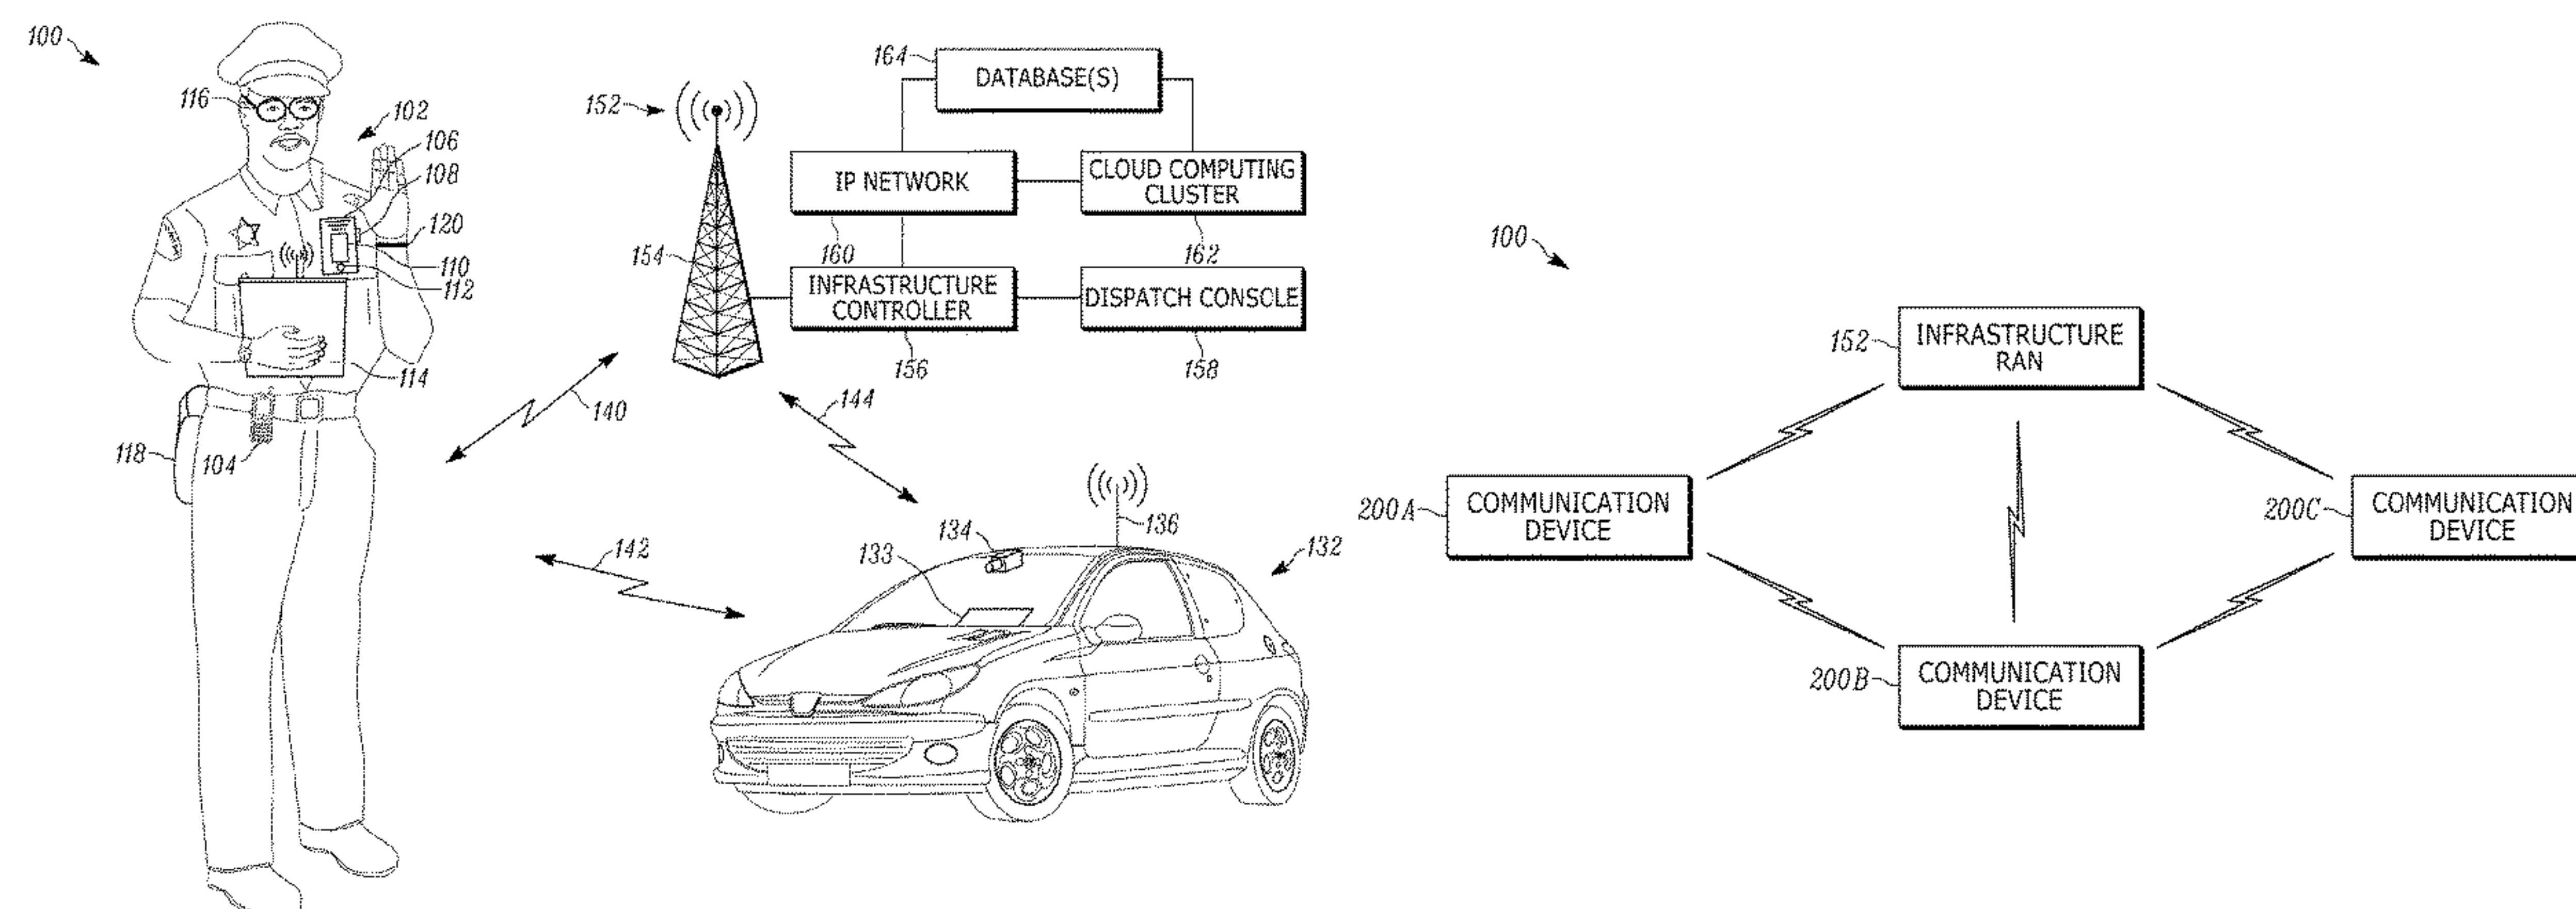 100
116
102
106
108
120
110
112
114
118
104
140
142
144
152
154
164
DATABASE(S)
IP NETWORK
160
CLOUD COMPUTING
CLUSTER
162
INFRASTRUCTURE
CONTROLLER
156
DISPATCH CONSOLE
158
136
134
133
132
100
152
INFRASTRUCTURE
RAN
200A
COMMUNICATION
DEVICE
200C
COMMUNICATION
DEVICE
200B
COMMUNICATION
DEVICE